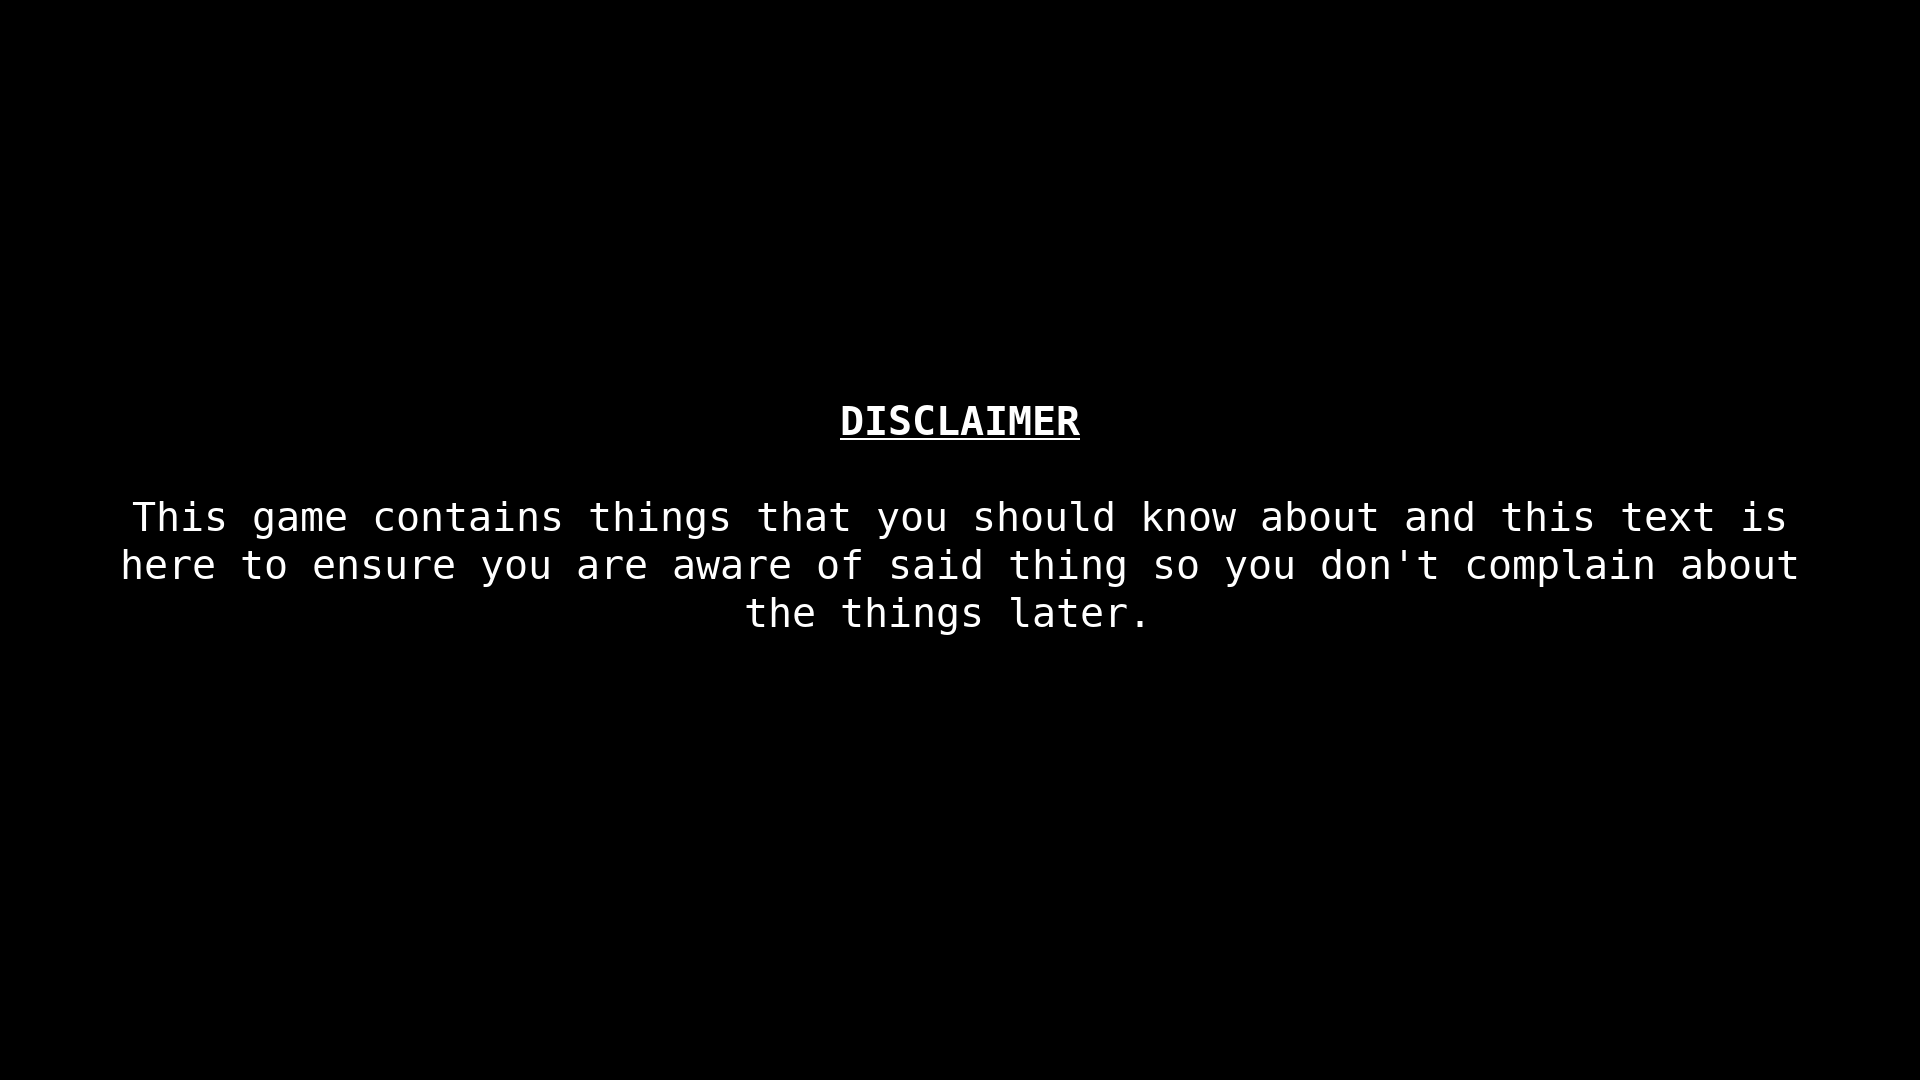 DISCLAIMER
This game contains things that you should know about and this text is
here to ensure you are aware of said thing so you don't complain about
the things later.